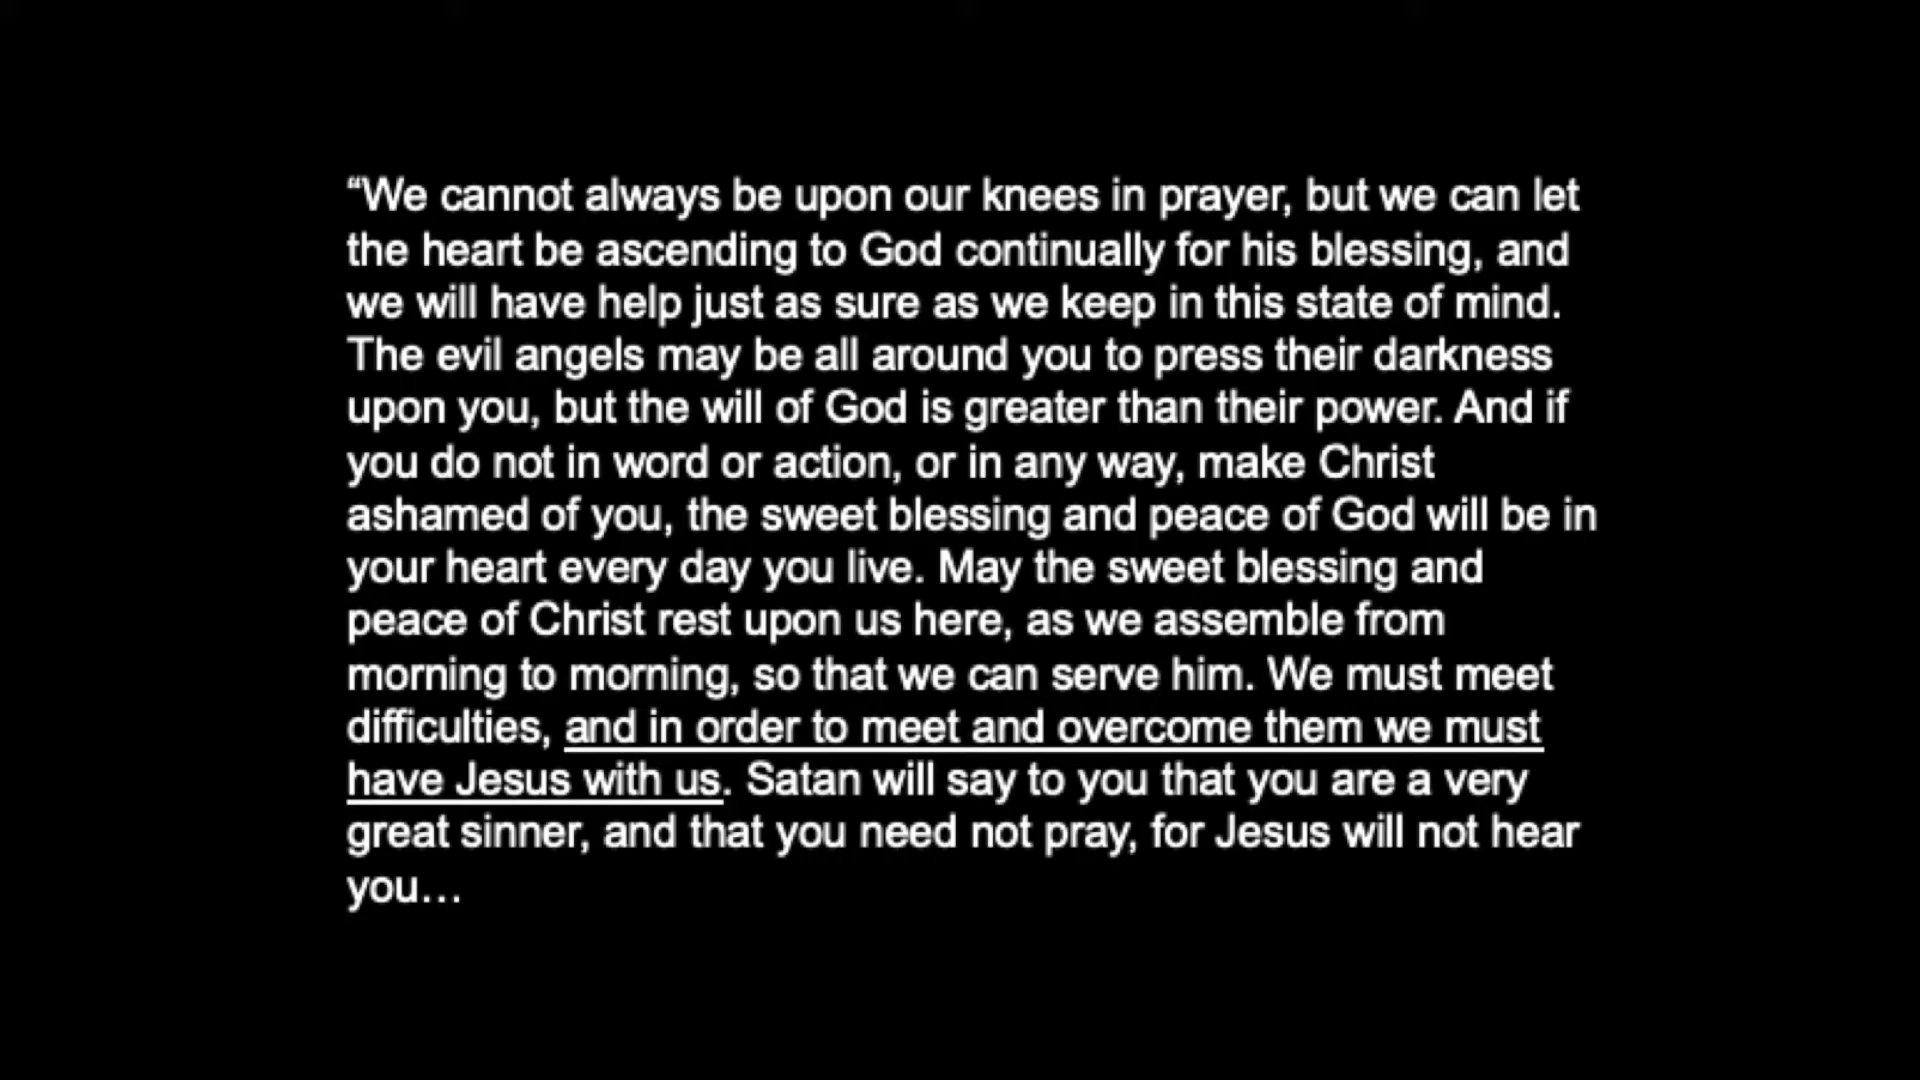 “We cannot always be upon our knees in prayer, but we can let
the heart be ascending to God continually for his blessing, and
we will have help just as sure as we keep in this state of mind.
The evil angels may be all around you to press their darkness
upon you, but the will of God is greater than their power. And if
you do not in word or action, or in any way, make Christ
ashamed of you, the sweet blessing and peace of God will be in
your heart every day you live. May the sweet blessing and
peace of Christ rest upon us here, as we assemble from
morning to morning, so that we can serve him. We must meet
difficulties, and in order to meet and overcome them we must
have Jesus with us. Satan will say to you that you are a very
great sinner, and that you need not pray, for Jesus will not hear
you…